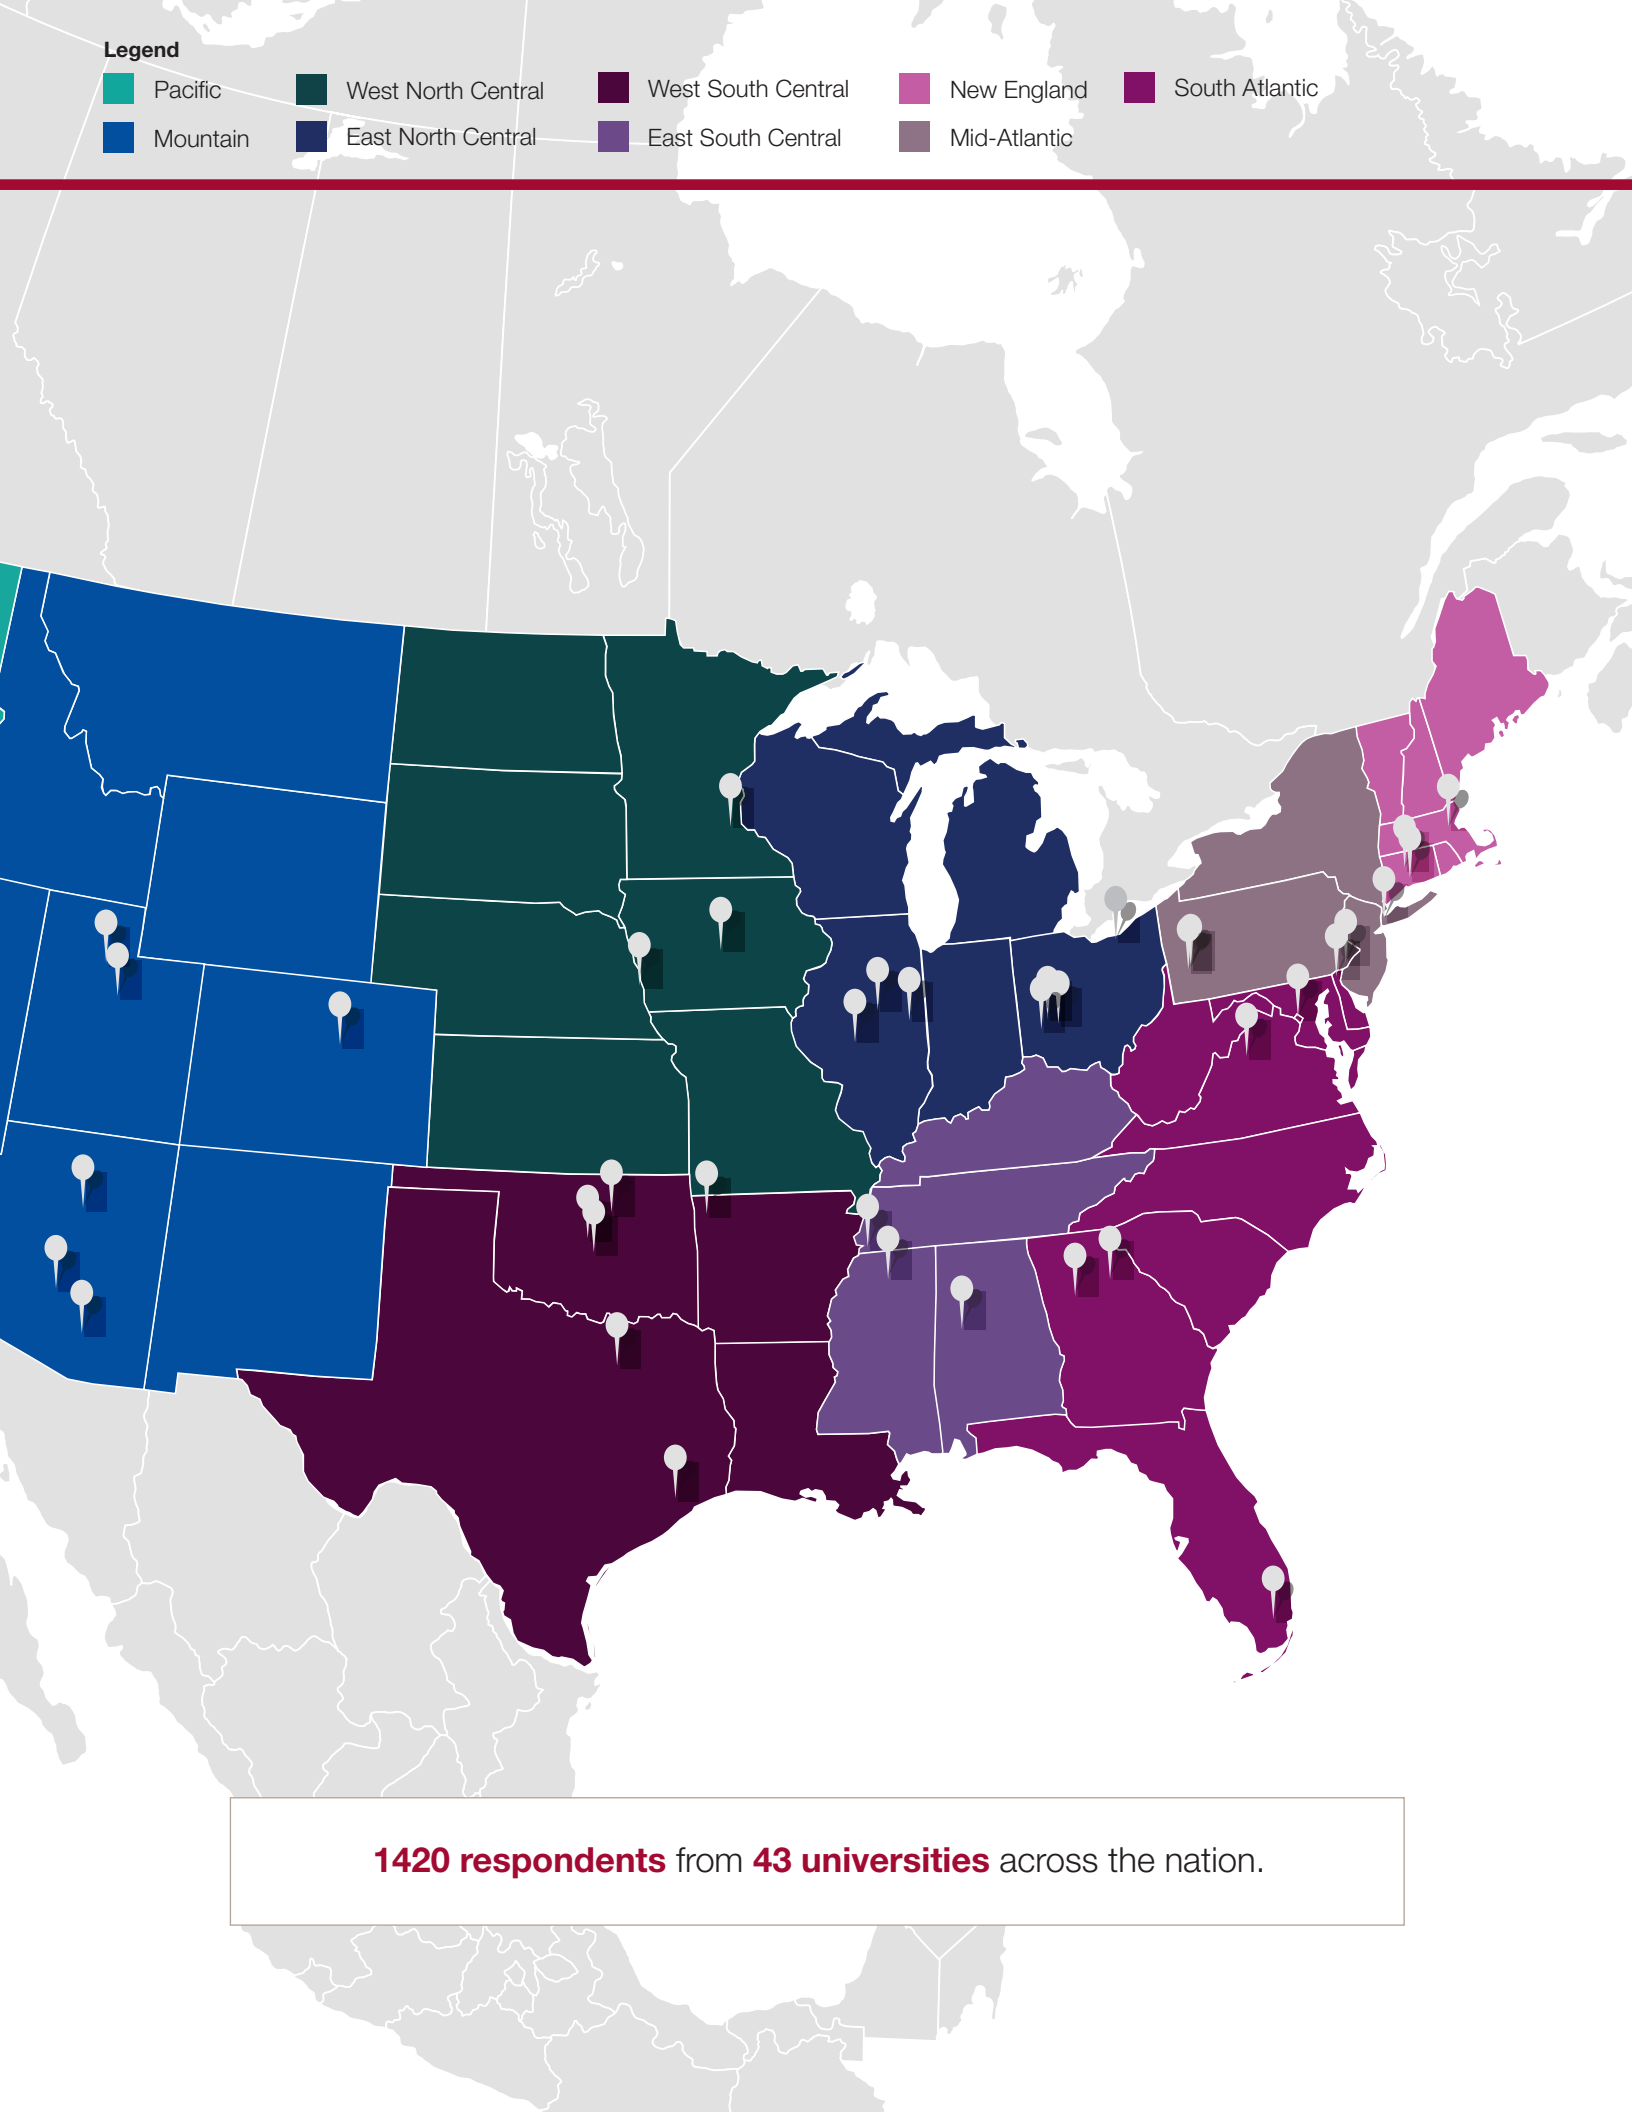 Legend
Pacific
West North Central
West South Central
New England
South Atlantic
Mountain
East North Central
East South Central
Mid-Atlantic
1420 respondents from 43 universities across the nation.